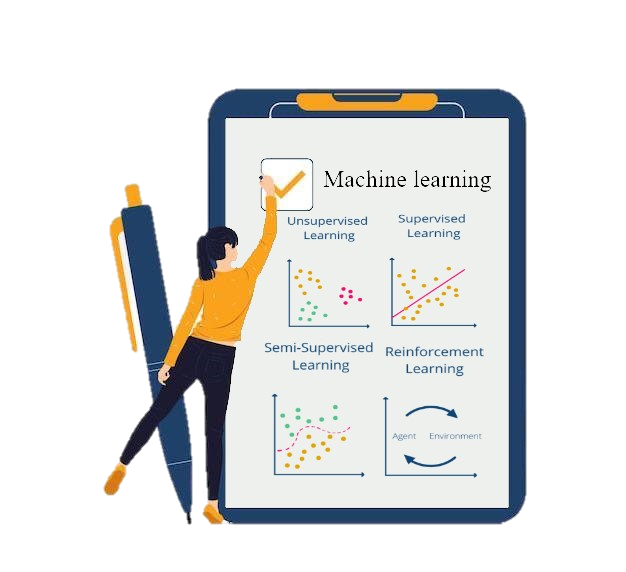 Machine learning
Unsupervised
Learning
Supervised
Learning
Semi-Supervised
Learning
Reinforcement
Learning
Agent
Environment